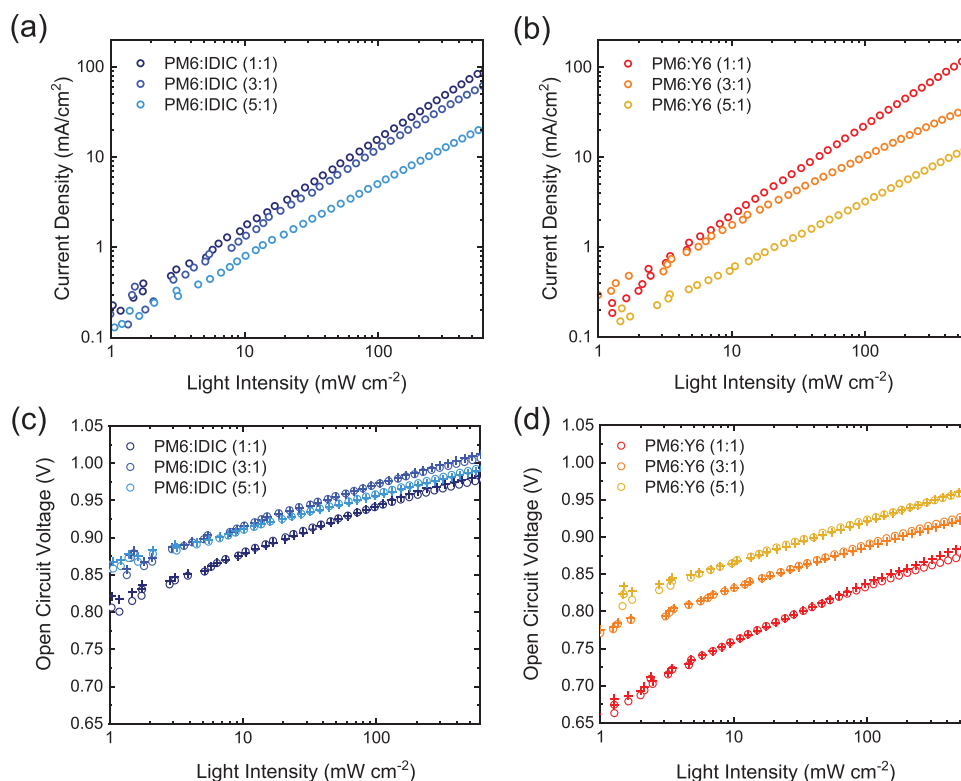 (a)
PM6:IDIC (1:1)
PM6:IDIC (3:1)
PM6:IDIC (5:1)
100
10
1
0.1
Current Density (mA/cm²)
1
10
100
Light Intensity (mW cm⁻²)
(b)
PM6:Y6 (1:1)
PM6:Y6 (3:1)
PM6:Y6 (5:1)
100
10
1
0.1
Current Density (mA/cm²)
1
10
100
Light Intensity (mW cm⁻²)
(c)
PM6:IDIC (1:1)
PM6:IDIC (3:1)
PM6:IDIC (5:1)
1.05
1.00
0.95
0.90
0.85
0.80
0.75
0.70
0.65
Open Circuit Voltage (V)
1
10
100
Light Intensity (mW cm⁻²)
(d)
PM6:Y6 (1:1)
PM6:Y6 (3:1)
PM6:Y6 (5:1)
1.05
1.00
0.95
0.90
0.85
0.80
0.75
0.70
0.65
Open Circuit Voltage (V)
1
10
100
Light Intensity (mW cm⁻²)